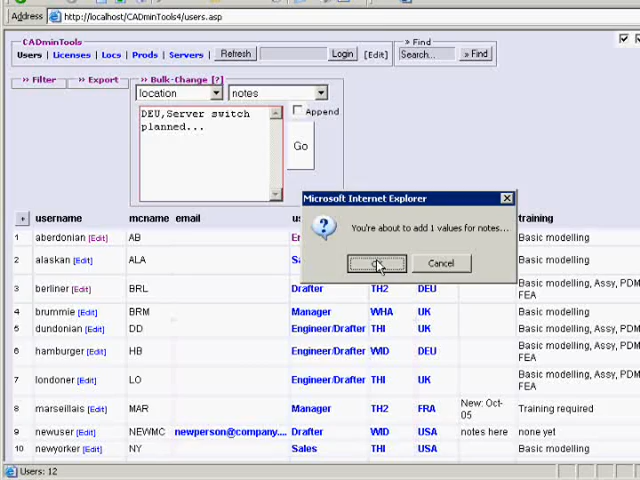 Address http://localhost/CADminTools4/users.asp
CADminTools
Users | Licenses | Locs | Prods | Servers Refresh Login [Edit]
» Find
Search... » Find
» Filter » Export » Bulk-Change [?]
location notes
DEU,Server switch
planned...
Append
Go
Microsoft Internet Explorer
You're about to add 1 values for notes...
Cancel
+ username mcname email training
1 aberdonian [Edit] AB Basic modelling
2 alaskan [Edit] ALA Basic modelling
3 berliner [Edit] BRL Drafter TH2 DEU Basic modelling, Assy, PDM,
FEA
4 brummie [Edit] BRM Manager WHA UK Basic modelling
5 dundonian [Edit] DD Engineer/Drafter THI UK Basic modelling
6 hamburger [Edit] HB Engineer/Drafter WID DEU Basic modelling, Assy, PDM
FEA
7 londoner [Edit] LO Engineer/Drafter THI UK Basic modelling, Assy, PDM
FEA
8 marseillais [Edit] MAR Manager TH2 FRA New: Oct-
05 Training required
9 newuser [Edit] NEWMC newperson@company.... Drafter WID USA notes here none yet
10 newyorker [Edit] NY Sales THI USA Basic modelling
Users: 12